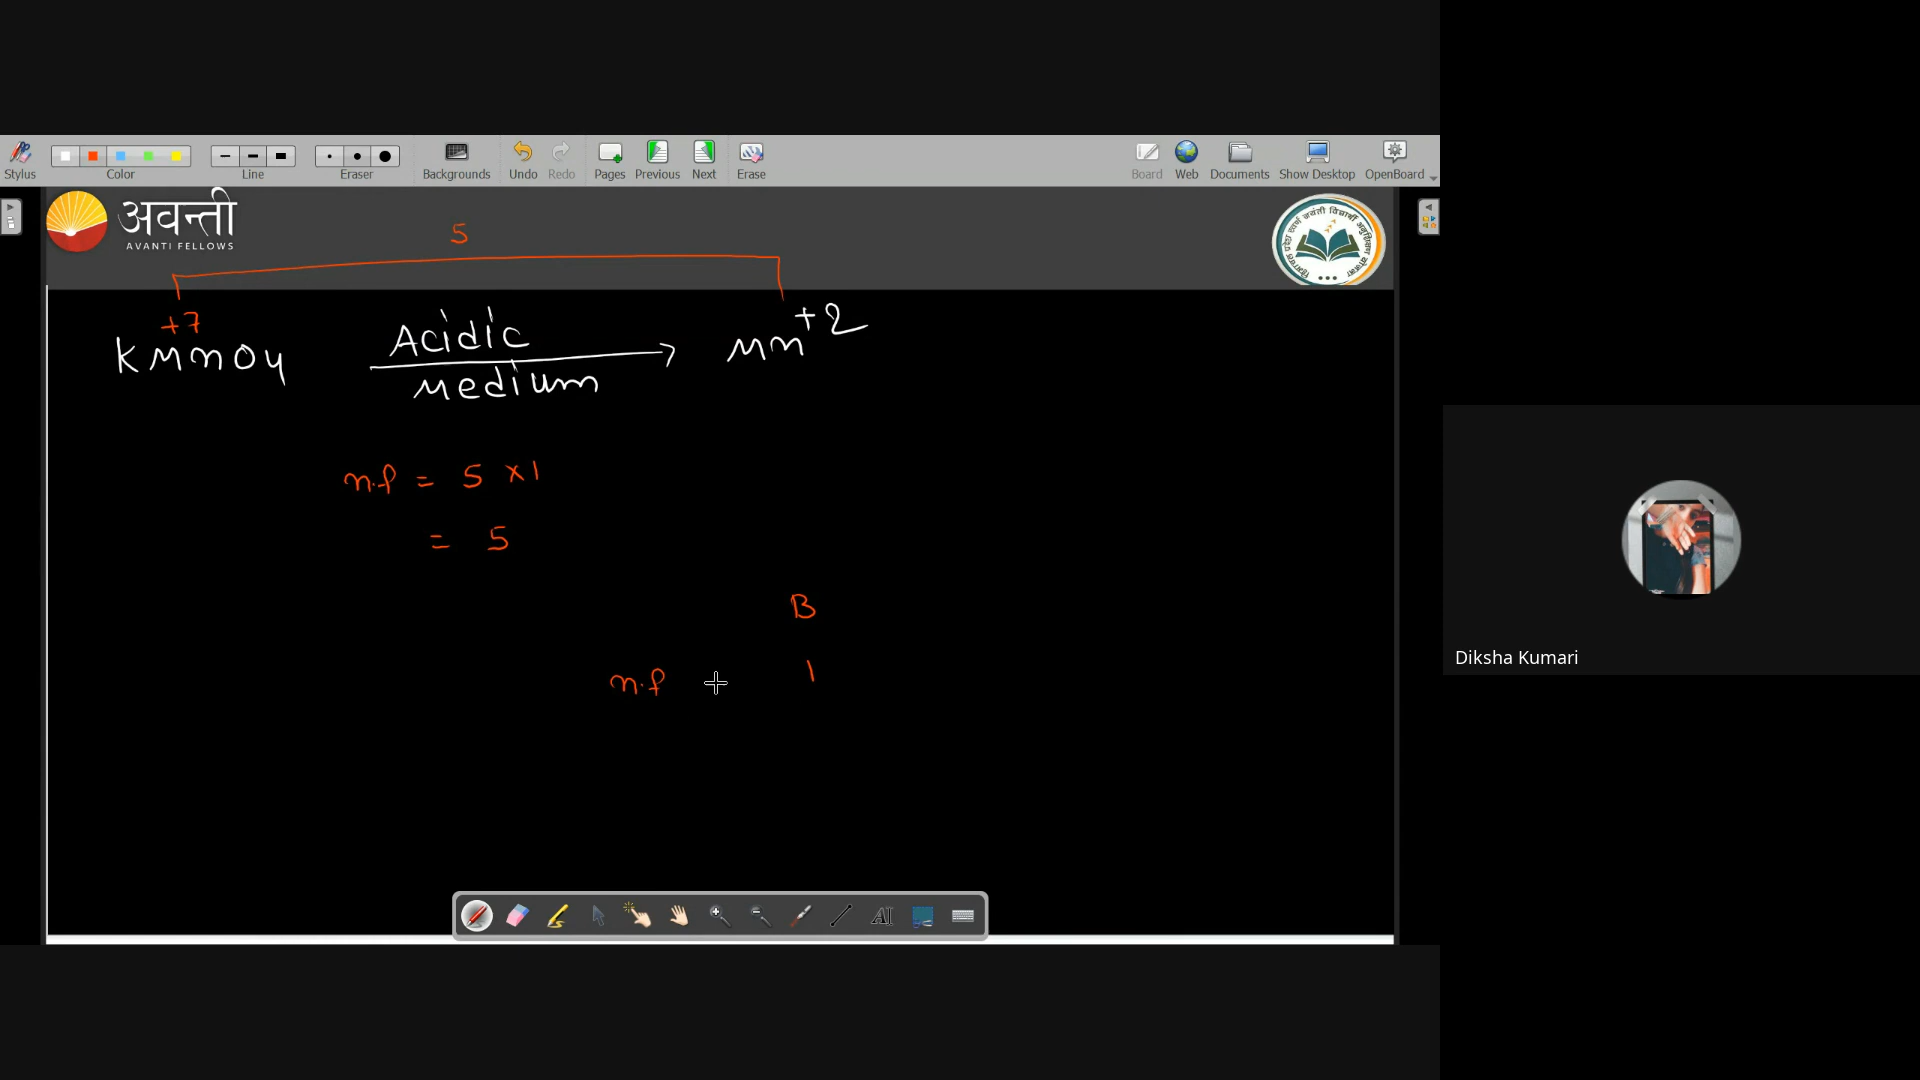 Stylus
Color
Line
Eraser
Backgrounds
Undo
Redo
Pages
Previous
Next
Erase
Board
Web
Documents
Show Desktop
OpenBoard
अवन्ती
AVANTI FELLOWS
5
+7
KMnO4 Acidic Medium → Mn+2
n.f = 5 × 1
= 5
B
n.f 1
Diksha Kumari